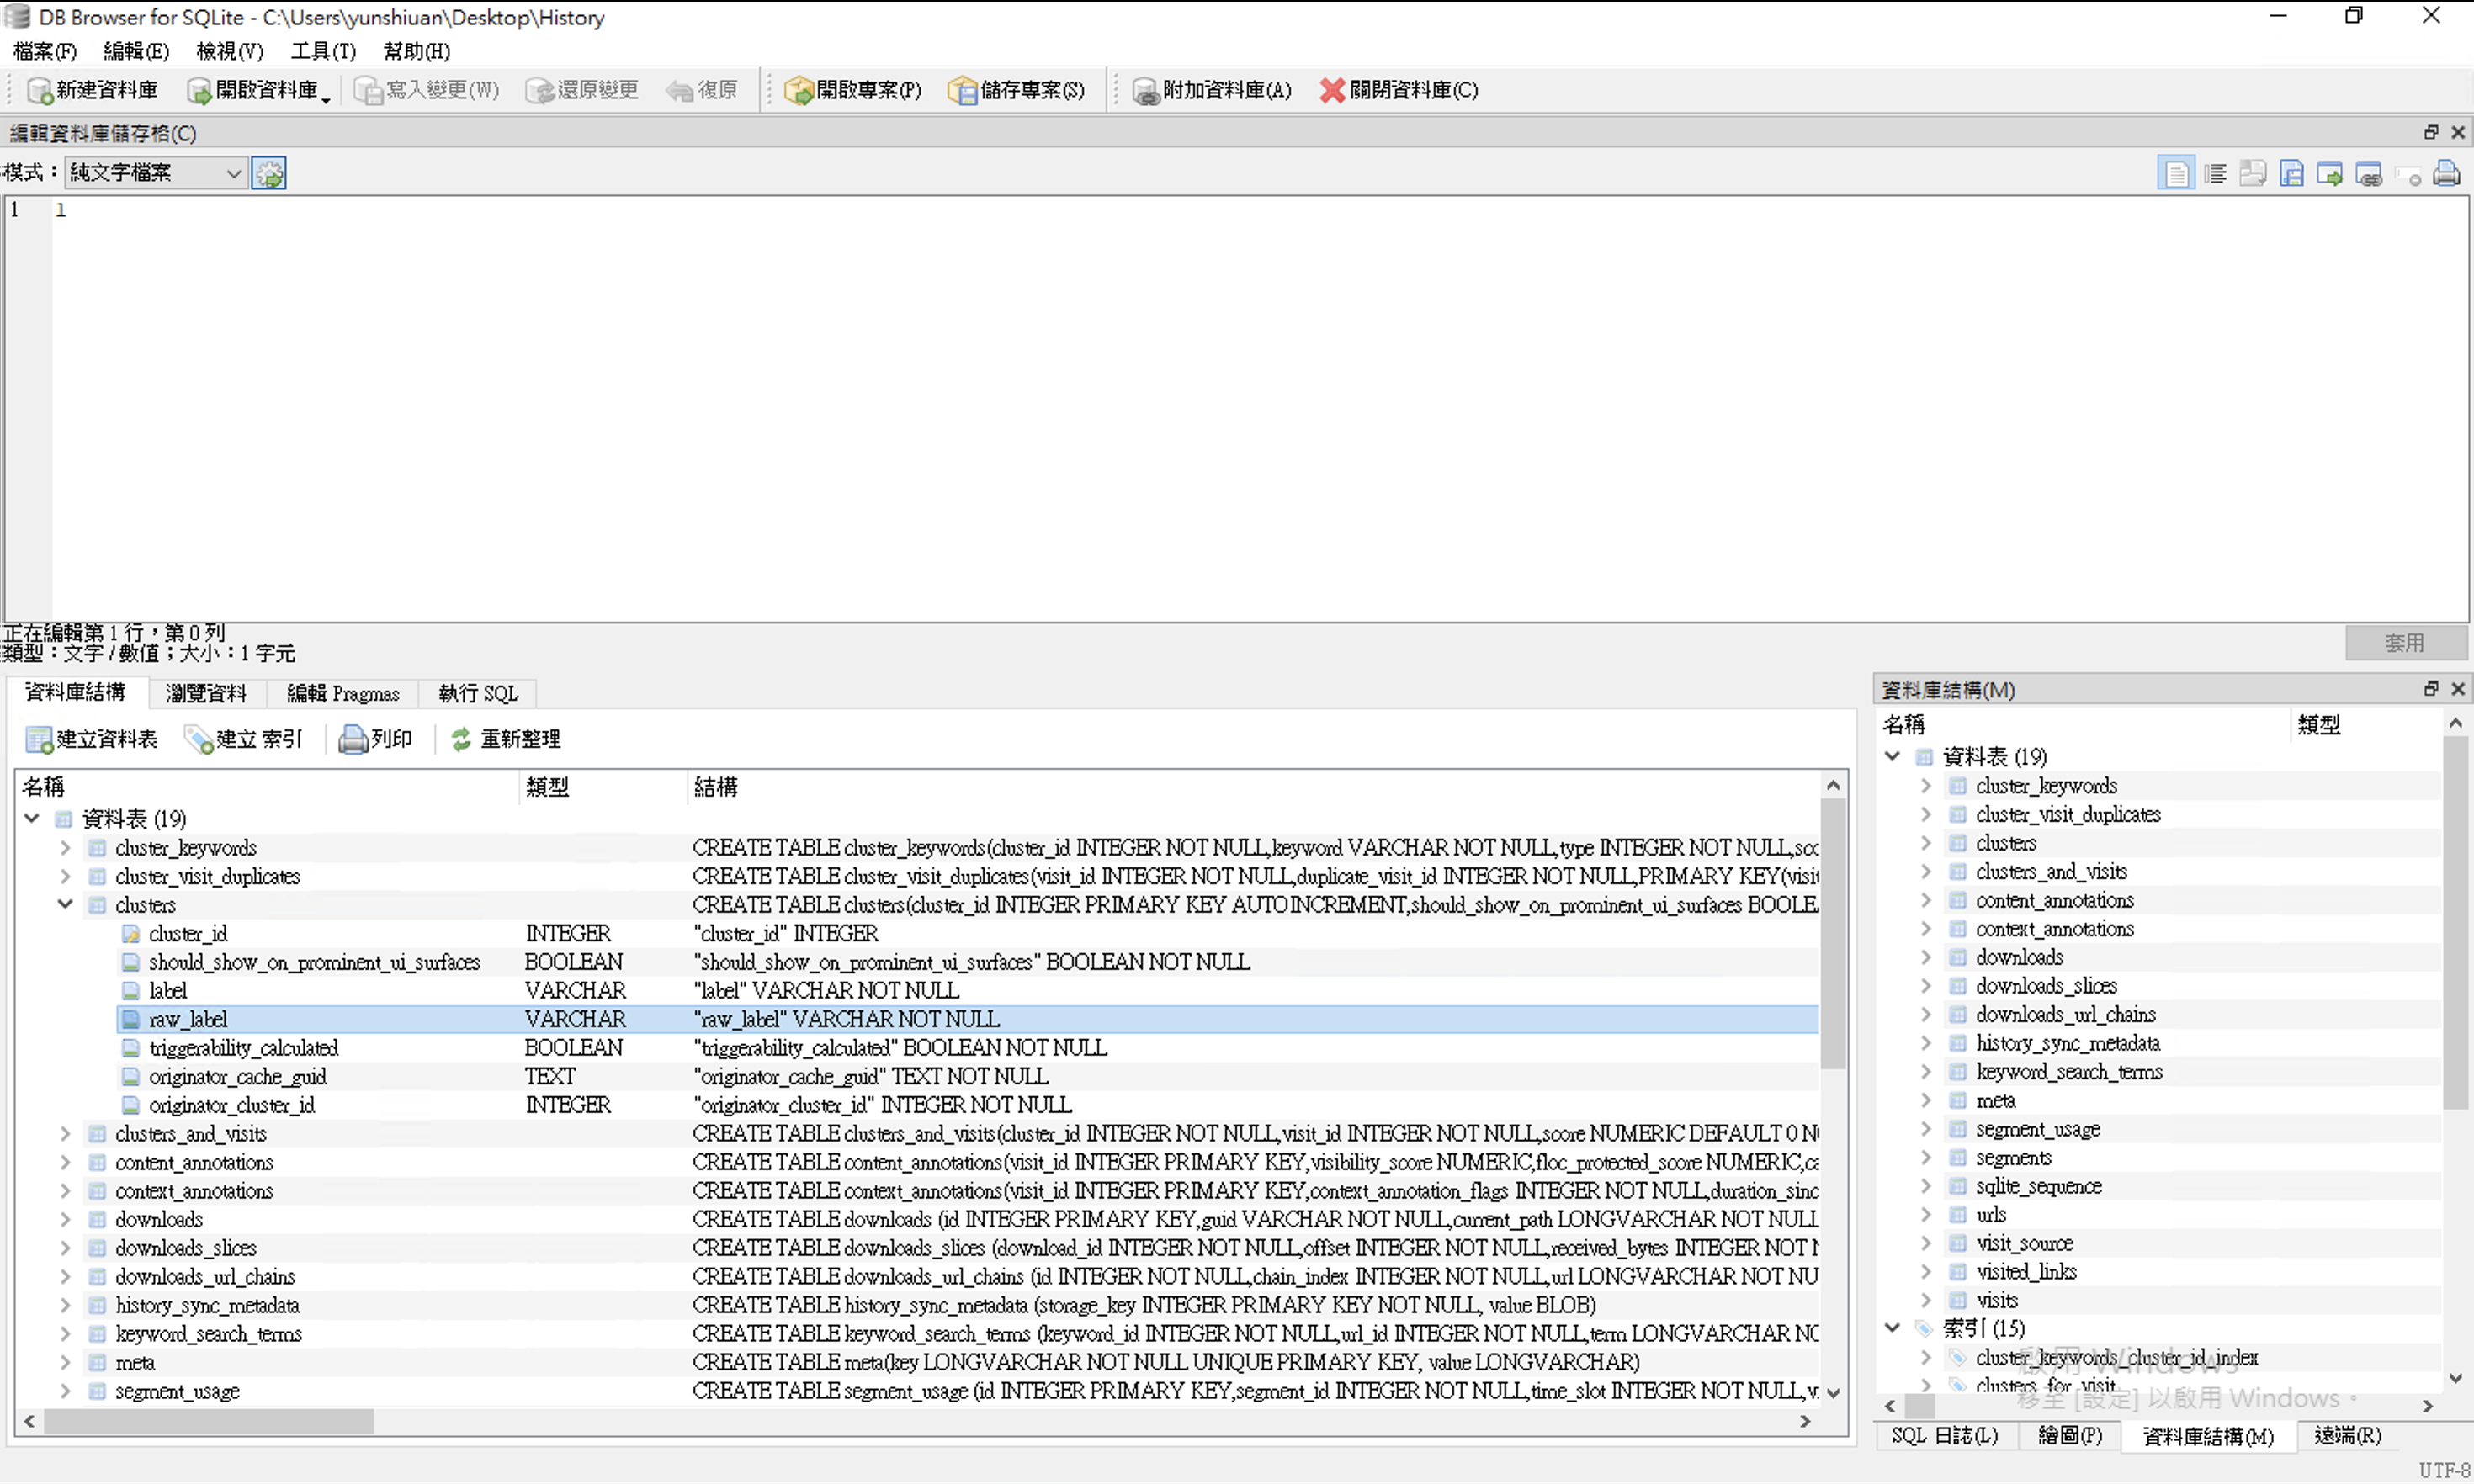 DB Browser for SQLite - C:\Users\yunshiuan\Desktop\History
檔案(F) 編輯(E) 檢視(V) 工具(T) 幫助(H)
新建資料庫 開啟資料庫 寫入變更(W) 還原變更 復原 開啟專案(P) 儲存專案(S) 附加資料庫(A) 關閉資料庫(C)
編輯資料庫儲存格(C)
模式： 純文字檔案
1 1
正在編輯第 1 行，第 0 列
類型：文字 / 數值；大小：1 字元
套用
資料庫結構 瀏覽資料 編輯 Pragmas 執行 SQL
建立資料表 建立 索引 列印 重新整理
名稱 類型 結構
資料表 (19)
cluster_keywords CREATE TABLE cluster_keywords(cluster_id INTEGER NOT NULL,keyword VARCHAR NOT NULL,type INTEGER NOT NULL,sco
cluster_visit_duplicates CREATE TABLE cluster_visit_duplicates(visit_id INTEGER NOT NULL,duplicate_visit_id INTEGER NOT NULL,PRIMARY KEY(visit
clusters CREATE TABLE clusters(cluster_id INTEGER PRIMARY KEY AUTOINCREMENT,should_show_on_prominent_ui_surfaces BOOLEA
cluster_id INTEGER "cluster_id" INTEGER
should_show_on_prominent_ui_surfaces BOOLEAN "should_show_on_prominent_ui_surfaces" BOOLEAN NOT NULL
label VARCHAR "label" VARCHAR NOT NULL
raw_label VARCHAR "raw_label" VARCHAR NOT NULL
triggerability_calculated BOOLEAN "triggerability_calculated" BOOLEAN NOT NULL
originator_cache_guid TEXT "originator_cache_guid" TEXT NOT NULL
originator_cluster_id INTEGER "originator_cluster_id" INTEGER NOT NULL
clusters_and_visits CREATE TABLE clusters_and_visits(cluster_id INTEGER NOT NULL,visit_id INTEGER NOT NULL,score NUMERIC DEFAULT 0 N
content_annotations CREATE TABLE content_annotations(visit_id INTEGER PRIMARY KEY,visibility_score NUMERIC,floc_protected_score NUMERIC,ca
context_annotations CREATE TABLE context_annotations(visit_id INTEGER PRIMARY KEY,context_annotation_flags INTEGER NOT NULL,duration_sinc
downloads CREATE TABLE downloads (id INTEGER PRIMARY KEY,guid VARCHAR NOT NULL,current_path LONGVARCHAR NOT NULL
downloads_slices CREATE TABLE downloads_slices (download_id INTEGER NOT NULL,offset INTEGER NOT NULL,received_bytes INTEGER NOT N
downloads_url_chains CREATE TABLE downloads_url_chains (id INTEGER NOT NULL,chain_index INTEGER NOT NULL,url LONGVARCHAR NOT NU
history_sync_metadata CREATE TABLE history_sync_metadata (storage_key INTEGER PRIMARY KEY NOT NULL, value BLOB)
keyword_search_terms CREATE TABLE keyword_search_terms (keyword_id INTEGER NOT NULL,url_id INTEGER NOT NULL,term LONGVARCHAR NO
meta CREATE TABLE meta(key LONGVARCHAR NOT NULL UNIQUE PRIMARY KEY, value LONGVARCHAR)
segment_usage CREATE TABLE segment_usage (id INTEGER PRIMARY KEY,segment_id INTEGER NOT NULL,time_slot INTEGER NOT NULL,v
資料庫結構(M)
名稱 類型
資料表 (19)
cluster_keywords
cluster_visit_duplicates
clusters
clusters_and_visits
content_annotations
context_annotations
downloads
downloads_slices
downloads_url_chains
history_sync_metadata
keyword_search_terms
meta
segment_usage
segments
sqlite_sequence
urls
visit_source
visited_links
visits
索引 (15)
cluster_keywords_cluster_id_index
clusters_for_visit
啟用 Windows
移至 [設定] 以啟用 Windows。
SQL 日誌(L) 繪圖(P) 資料庫結構(M) 遠端(R)
UTF-8